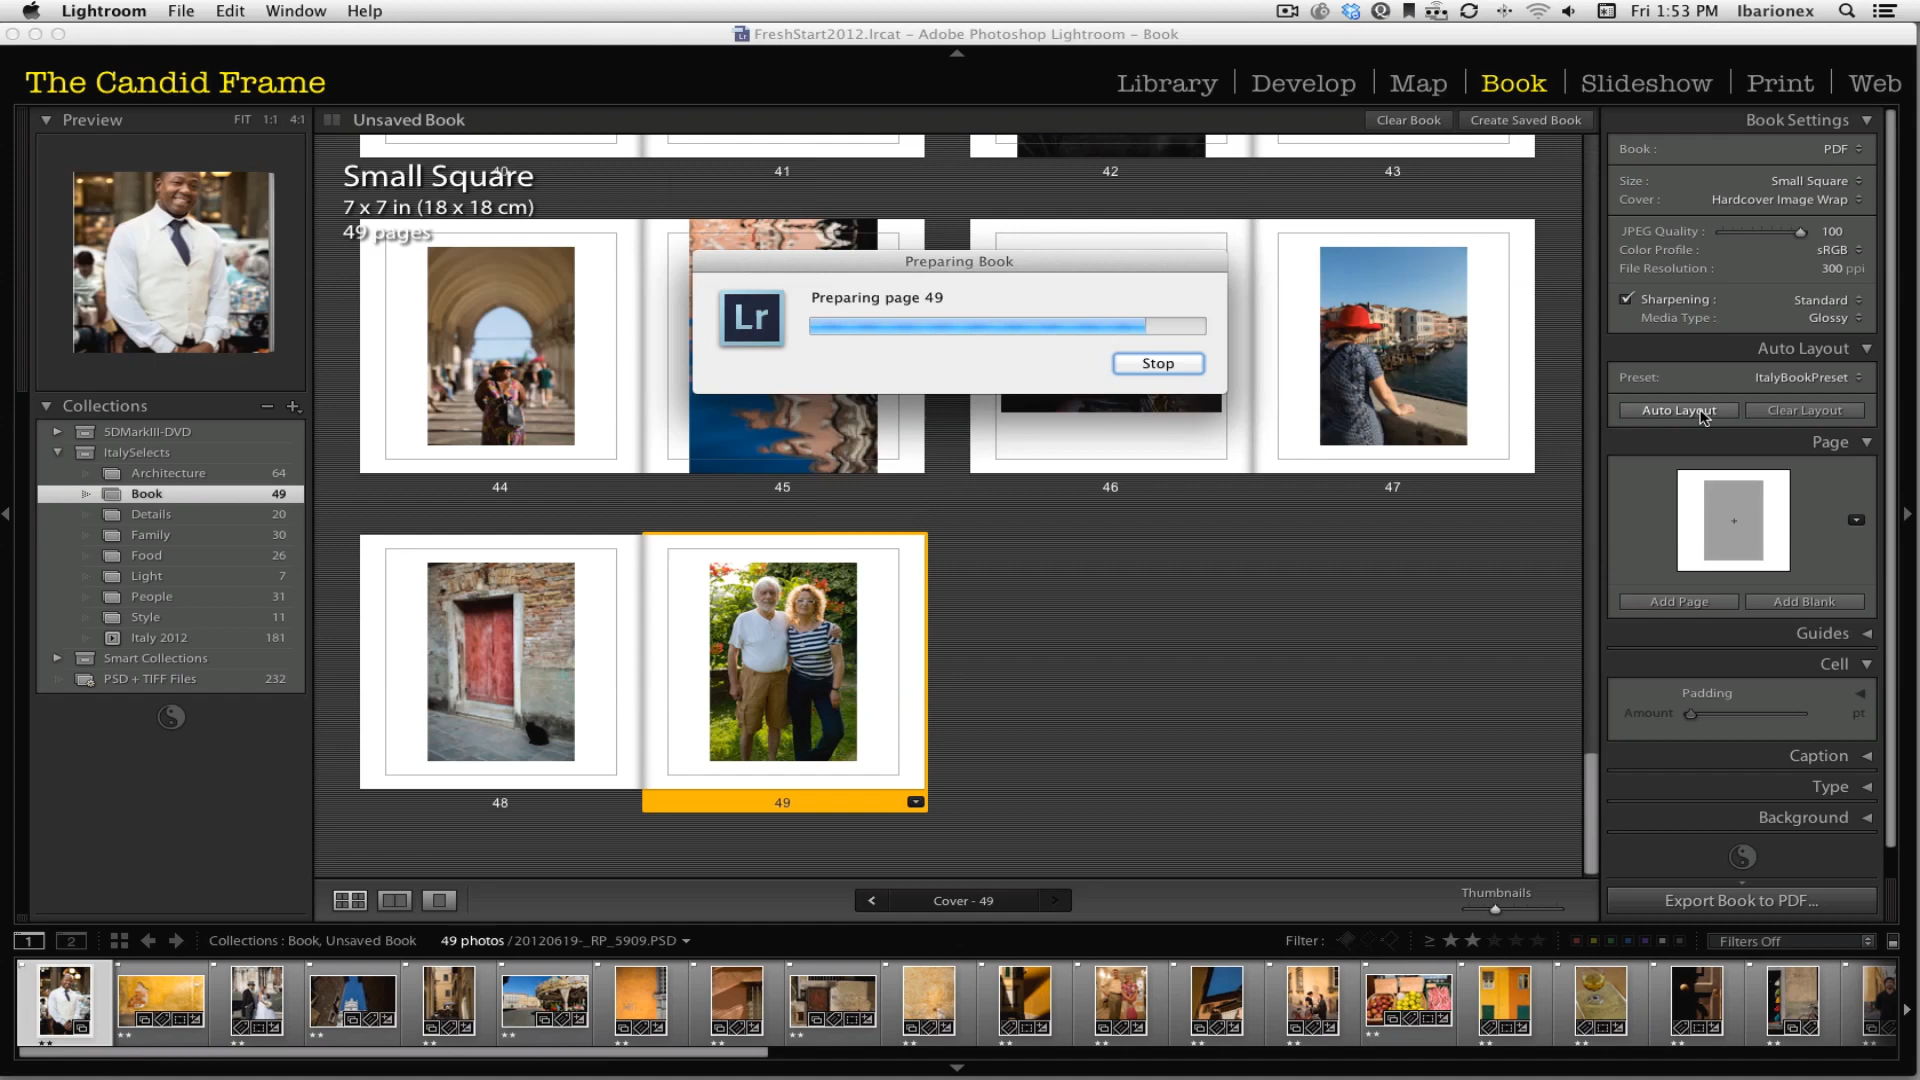 Lightroom File Edit Window Help
Fri 1:53 PM Ibarionex
Lr FreshStart2012.lrcat – Adobe Photoshop Lightroom – Book
The Candid Frame
Library | Develop | Map | Book | Slideshow | Print | Web
Preview FIT 1:1 4:1
Unsaved Book
Clear Book Create Saved Book
Small Square
7 x 7 in (18 x 18 cm)
49 pages
40 41 42 43
Preparing Book
Lr
Preparing page 49
Stop
44 45 46 47
48 49
Collections
5DMarkIII-DVD
ItalySelects
Architecture 64
Book 49
Details 20
Family 30
Food 26
Light 7
People 31
Style 11
Italy 2012 181
Smart Collections
PSD + TIFF Files 232
Book Settings
Book : PDF
Size : Small Square
Cover : Hardcover Image Wrap
JPEG Quality : 100
Color Profile : sRGB
File Resolution : 300 ppi
Sharpening : Standard
Media Type : Glossy
Auto Layout
Preset: ItalyBookPreset
Auto Layout Clear Layout
Page
Add Page Add Blank
Guides
Cell
Padding
Amount pt
Caption
Type
Background
Export Book to PDF...
Cover - 49
Thumbnails
1 2 Collections : Book, Unsaved Book 49 photos / 20120619-_RP_5909.PSD
Filter : ≥ Filters Off